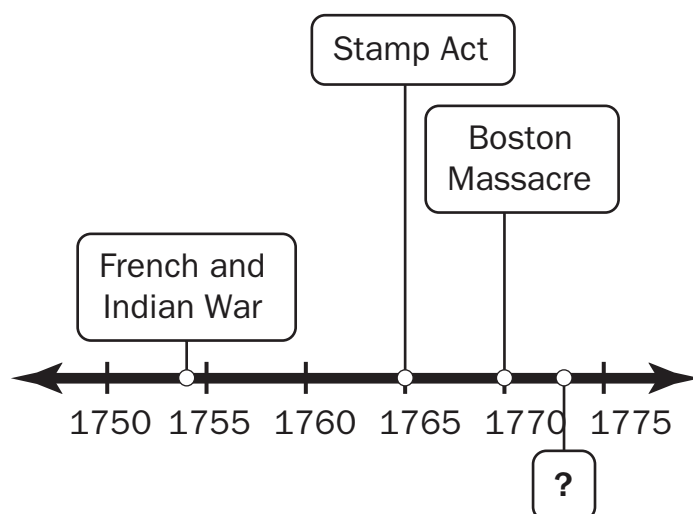 Stamp Act
Boston
Massacre
French and
Indian War
1750 1755 1760 1765 1770 1775
?